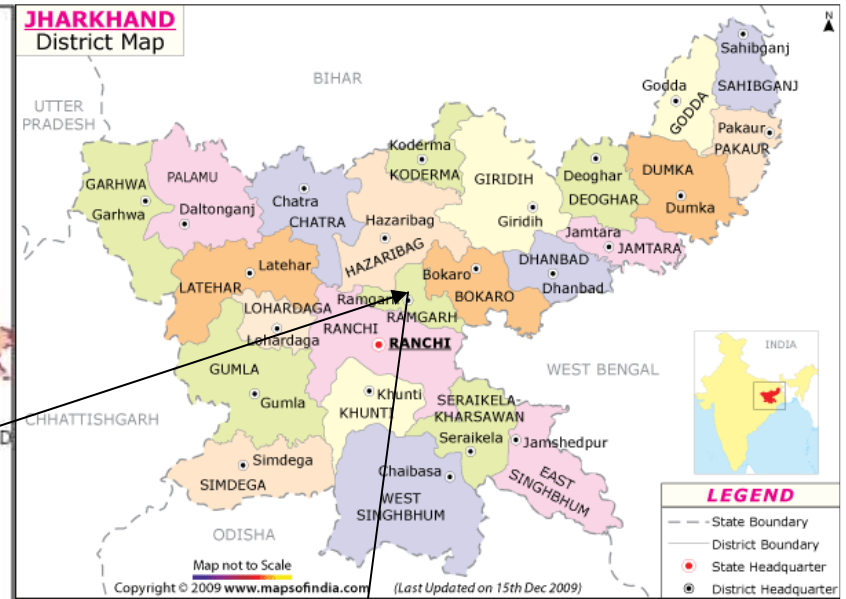 JHARKHAND
District Map
N
BIHAR
UTTER
PRADESH
Sahibganj
SAHIBGANJ
Godda
GODDA
Pakaur
PAKAUR
Koderma
KODERMA
GIRIDIH
Giridih
Deoghar
DEOGHAR
DUMKA
Dumka
GARHWA
Garhwa
PALAMU
Daltonganj
Chatra
CHATRA
Hazaribag
HAZARIBAG
Jamtara
JAMTARA
DHANBAD
Dhanbad
Bokaro
BOKARO
Latehar
LATEHAR
LOHARDAGA
Lohardaga
Ramgarh
RAMGARH
RANCHI
RANCHI
WEST BENGAL
INDIA
GUMLA
Gumla
Khunti
KHUNTI
SERAIKELA-
KHARSAWAN
Seraikela
Jamshedpur
CHHATTISHGARH
D
Simdega
SIMDEGA
Chaibasa
WEST
SINGHBHUM
EAST
SINGHBHUM
ODISHA
LEGEND
State Boundary
District Boundary
State Headquarter
District Headquarter
Map not to Scale
Copyright © 2009 www.mapsofindia.com (Last Updated on 15th Dec 2009)